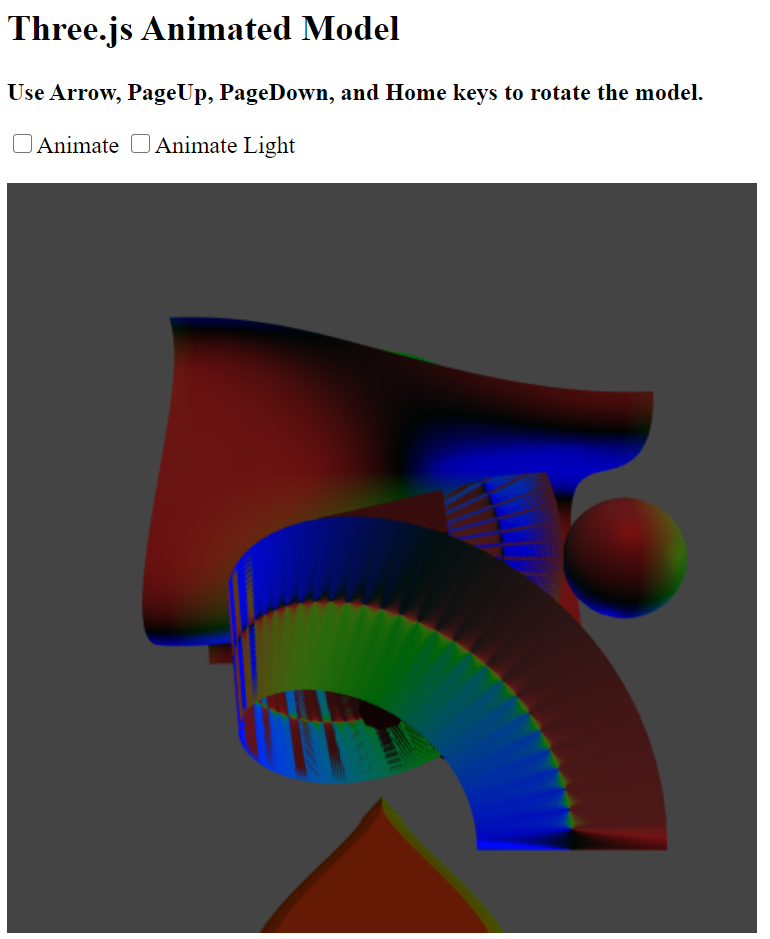 Three.js Animated Model
Use Arrow, PageUp, PageDown, and Home keys to rotate the model.
Animate Animate Light